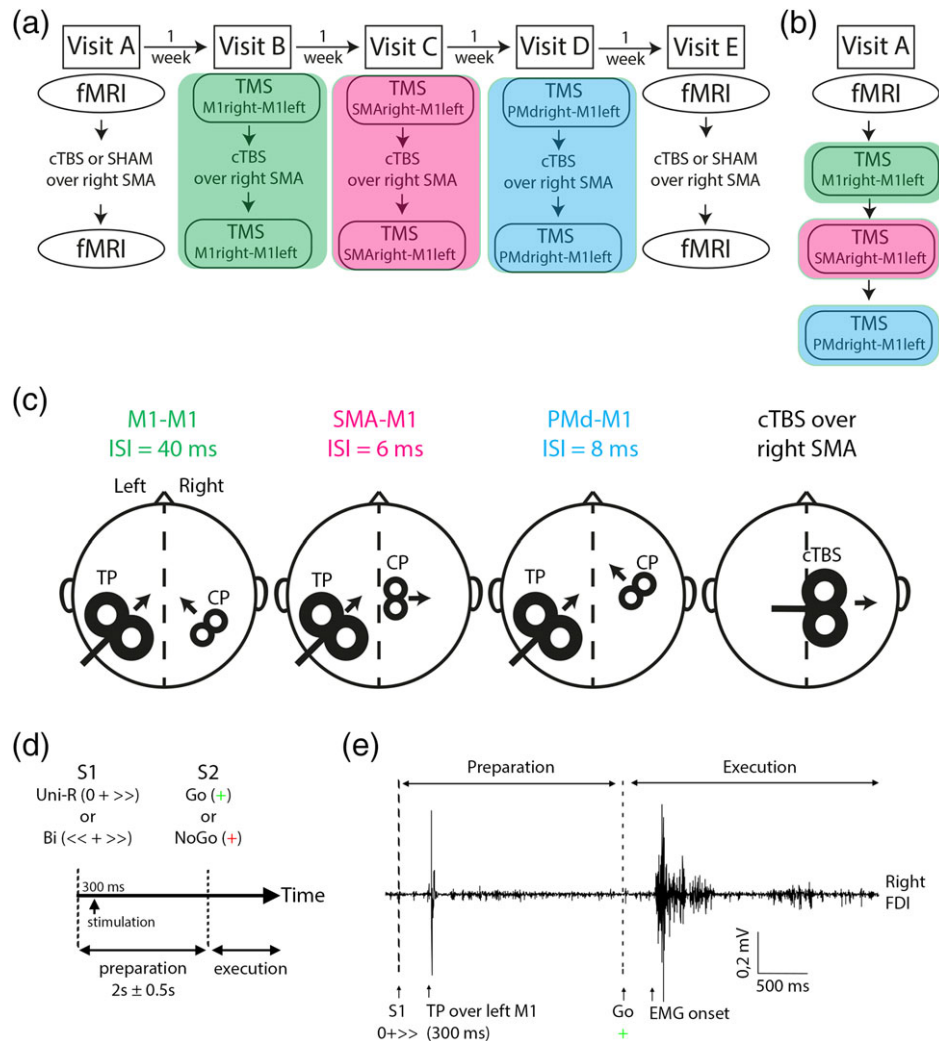 (a)
Visit A
1
week
Visit B
1
week
Visit C
1
week
Visit D
1
week
Visit E
fMRI
cTBS or SHAM
over right SMA
fMRI
TMS
M1right-M1left
cTBS
over right SMA
TMS
M1right-M1left
TMS
SMAright-M1left
cTBS
over right SMA
TMS
SMAright-M1left
TMS
PMdright-M1left
cTBS
over right SMA
TMS
PMdright-M1left
fMRI
cTBS or SHAM
over right SMA
fMRI
(b)
Visit A
fMRI
TMS
M1right-M1left
TMS
SMAright-M1left
TMS
PMdright-M1left
(c)
M1-M1
ISI = 40 ms
Left
Right
TP
CP
SMA-M1
ISI = 6 ms
TP
CP
PMd-M1
ISI = 8 ms
TP
CP
cTBS over
right SMA
cTBS
(d)
S1
Uni-R (0 + >>)
or
Bi (<< + >>)
S2
Go (+)
or
NoGo (+)
300 ms
Time
stimulation
preparation
2s ± 0.5s
execution
(e)
Preparation
Execution
Right
FDI
0,2 mV
500 ms
S1
0+>>
TP over left M1
(300 ms)
Go
+
EMG onset